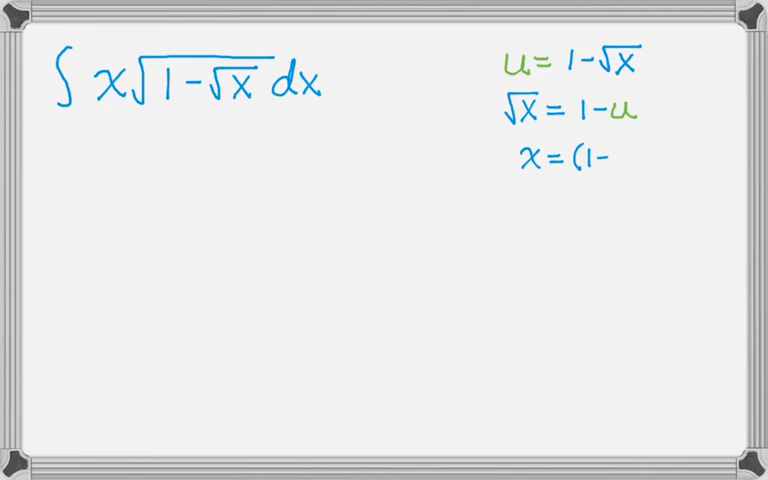 ∫ x√(1-√x) dx
u = 1-√x
√x = 1-u
x = (1-